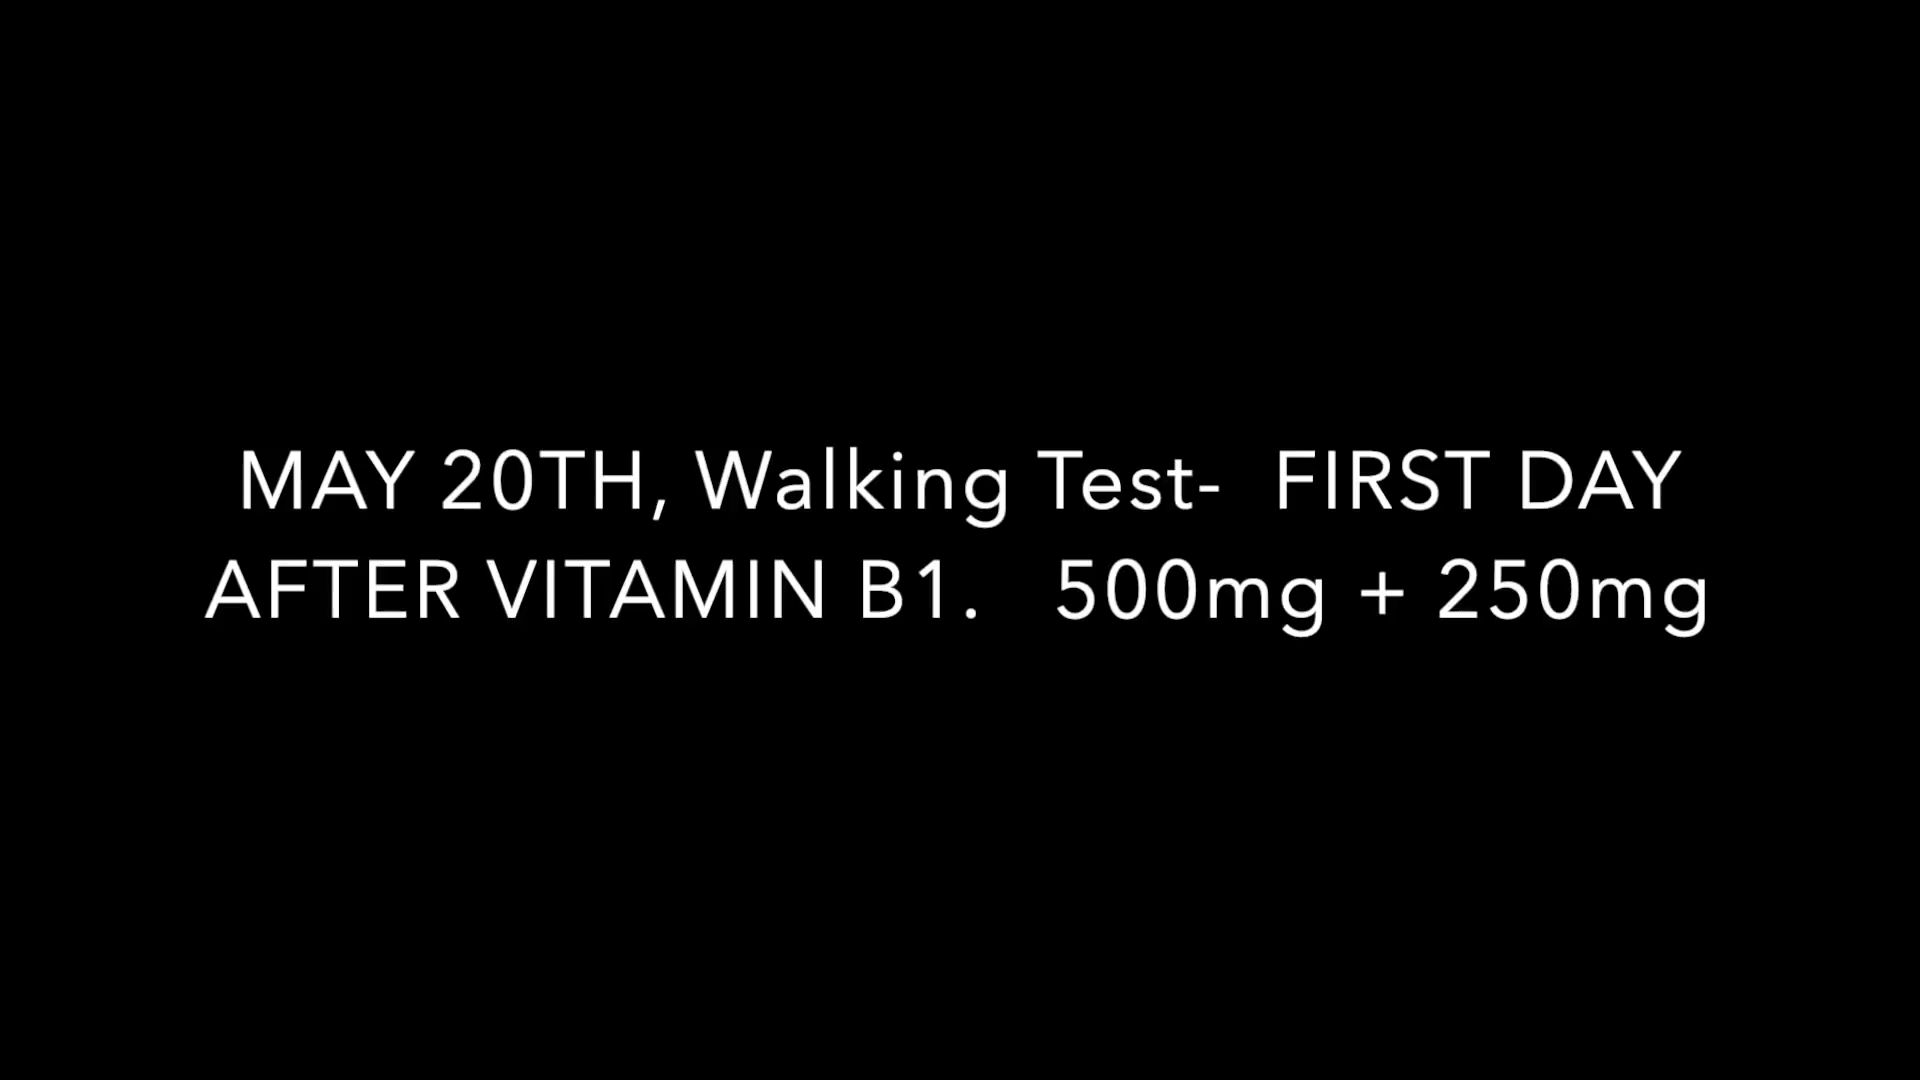 MAY 20TH, Walking Test-  FIRST DAY
AFTER VITAMIN B1.   500mg + 250mg